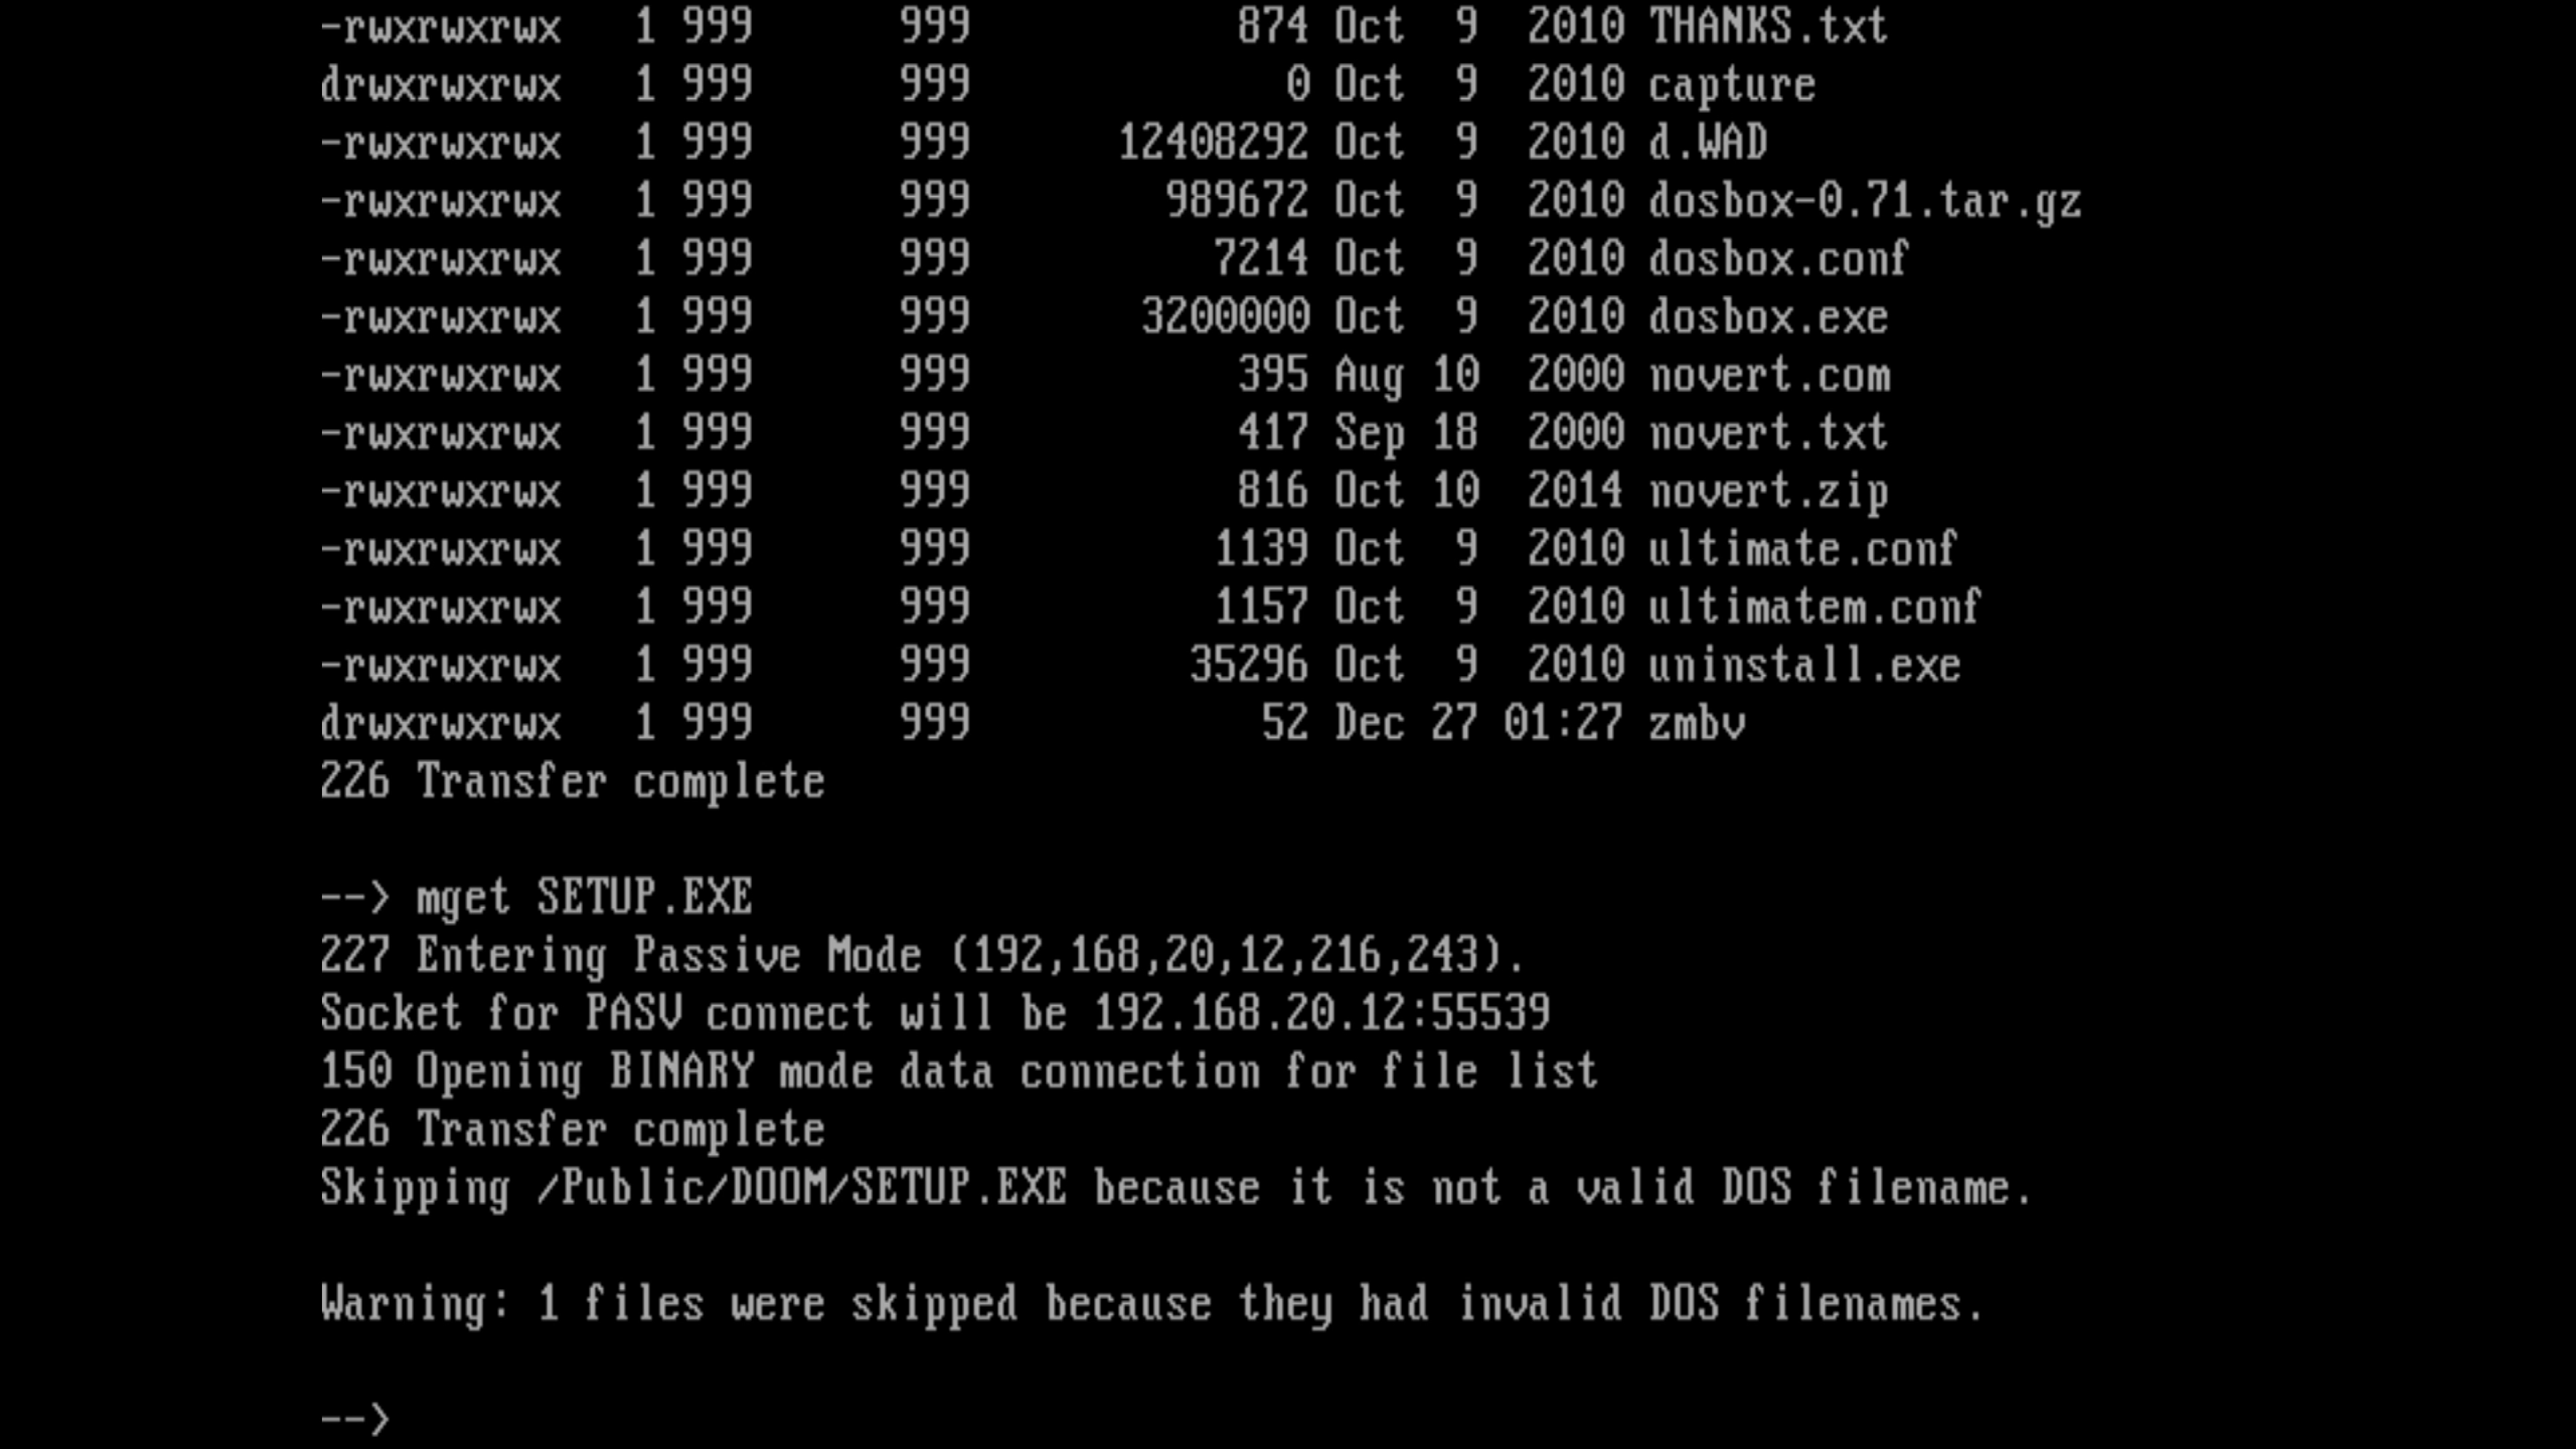 -rwxrwxrwx   1 999      999           874 Oct  9  2010 THANKS.txt
drwxrwxrwx   1 999      999             0 Oct  9  2010 capture
-rwxrwxrwx   1 999      999      12408292 Oct  9  2010 d.WAD
-rwxrwxrwx   1 999      999        989672 Oct  9  2010 dosbox-0.71.tar.gz
-rwxrwxrwx   1 999      999          7214 Oct  9  2010 dosbox.conf
-rwxrwxrwx   1 999      999       3200000 Oct  9  2010 dosbox.exe
-rwxrwxrwx   1 999      999           395 Aug 10  2000 novert.com
-rwxrwxrwx   1 999      999           417 Sep 18  2000 novert.txt
-rwxrwxrwx   1 999      999           816 Oct 10  2014 novert.zip
-rwxrwxrwx   1 999      999          1139 Oct  9  2010 ultimate.conf
-rwxrwxrwx   1 999      999          1157 Oct  9  2010 ultimatem.conf
-rwxrwxrwx   1 999      999         35296 Oct  9  2010 uninstall.exe
drwxrwxrwx   1 999      999            52 Dec 27 01:27 zmbv
226 Transfer complete
--> mget SETUP.EXE
227 Entering Passive Mode (192,168,20,12,216,243).
Socket for PASV connect will be 192.168.20.12:55539
150 Opening BINARY mode data connection for file list
226 Transfer complete
Skipping /Public/DOOM/SETUP.EXE because it is not a valid DOS filename.
Warning: 1 files were skipped because they had invalid DOS filenames.
-->